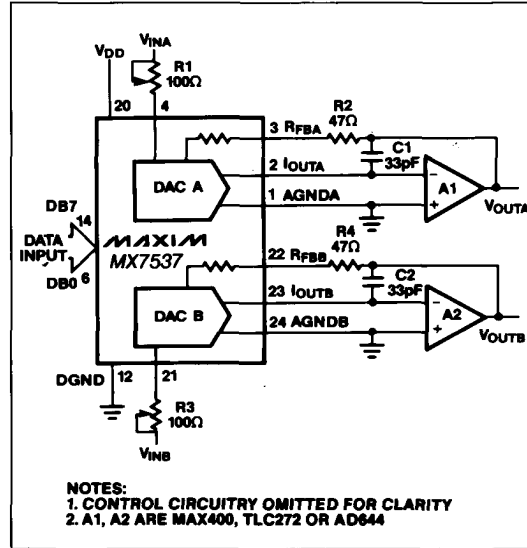 VDD
VINA
R1
100Ω
20
4
3 RFBA
R2
47Ω
C1
33pF
2 IOUTA
DAC A
− A1
+
1 AGNDA
VOUTA
DB7
14
DATA
INPUT
DB0
6
MAXIM
MX7537
22 RFBB
R4
47Ω
C2
33pF
23 IOUTB
DAC B
− A2
+
24 AGNDB
VOUTB
DGND
12
21
R3
100Ω
VINB
NOTES:
1. CONTROL CIRCUITRY OMITTED FOR CLARITY
2. A1, A2 ARE MAX400, TLC272 OR AD644